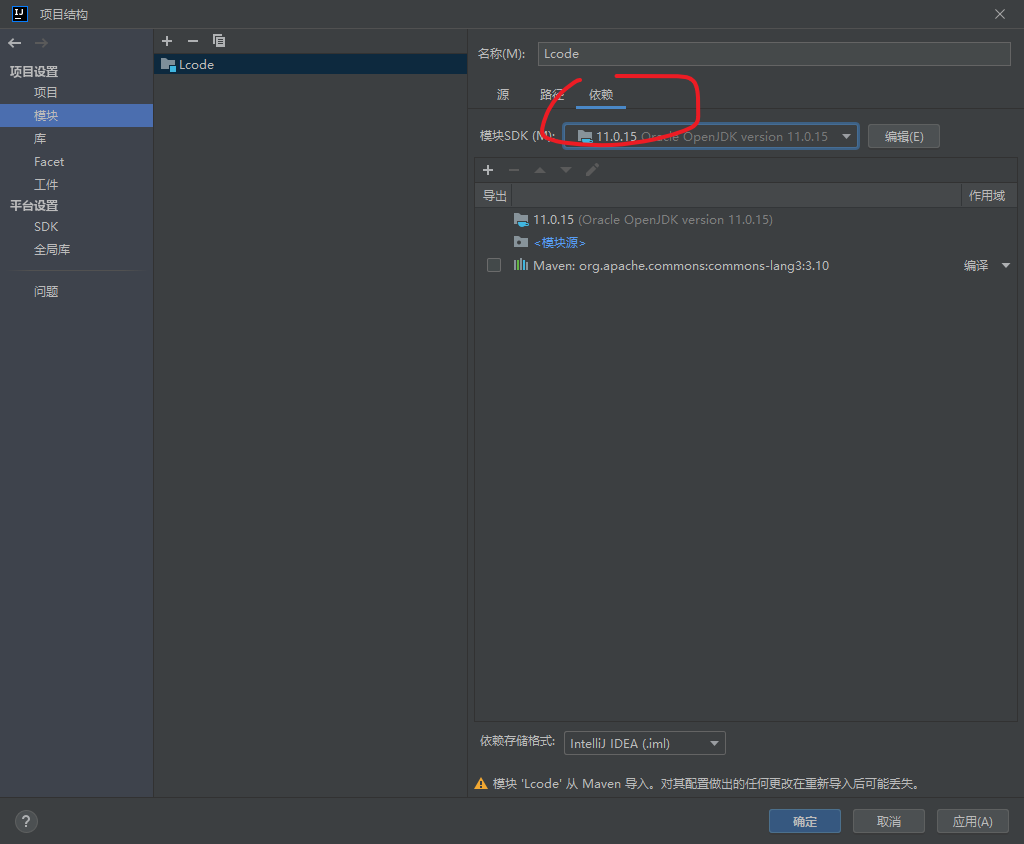 项目结构
项目设置
项目
模块
库
Facet
工件
平台设置
SDK
全局库
问题
Lcode
名称(M): Lcode
源 路径 依赖
模块SDK (M): 11.0.15 Oracle OpenJDK version 11.0.15 编辑(E)
导出 作用域
11.0.15 (Oracle OpenJDK version 11.0.15)
<模块源>
Maven: org.apache.commons:commons-lang3:3.10 编译
依赖存储格式: IntelliJ IDEA (.iml)
模块 'Lcode' 从 Maven 导入。对其配置做出的任何更改在重新导入后可能丢失。
? 确定 取消 应用(A)